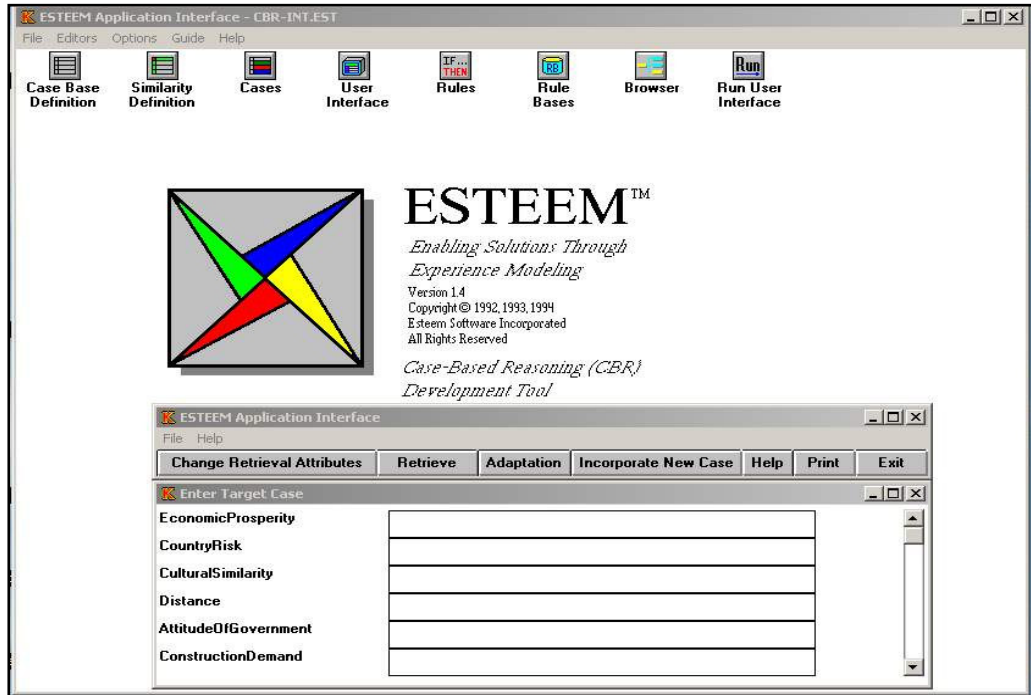 ESTEEM Application Interface - CBR-INT.EST
File Editors Options Guide Help
IF...
THEN
RB
Run
Case Base Similarity Cases User Rules Rule Browser Run User
Definition Definition Interface Bases Interface
ESTEEM™
Enabling Solutions Through
Experience Modeling
Version 1.4
Copyright © 1992, 1993, 1994
Esteem Software Incorporated
All Rights Reserved
Case-Based Reasoning (CBR)
Development Tool
ESTEEM Application Interface
File Help
Change Retrieval Attributes Retrieve Adaptation Incorporate New Case Help Print Exit
Enter Target Case
EconomicProsperity
CountryRisk
CulturalSimilarity
Distance
AttitudeOfGovernment
ConstructionDemand